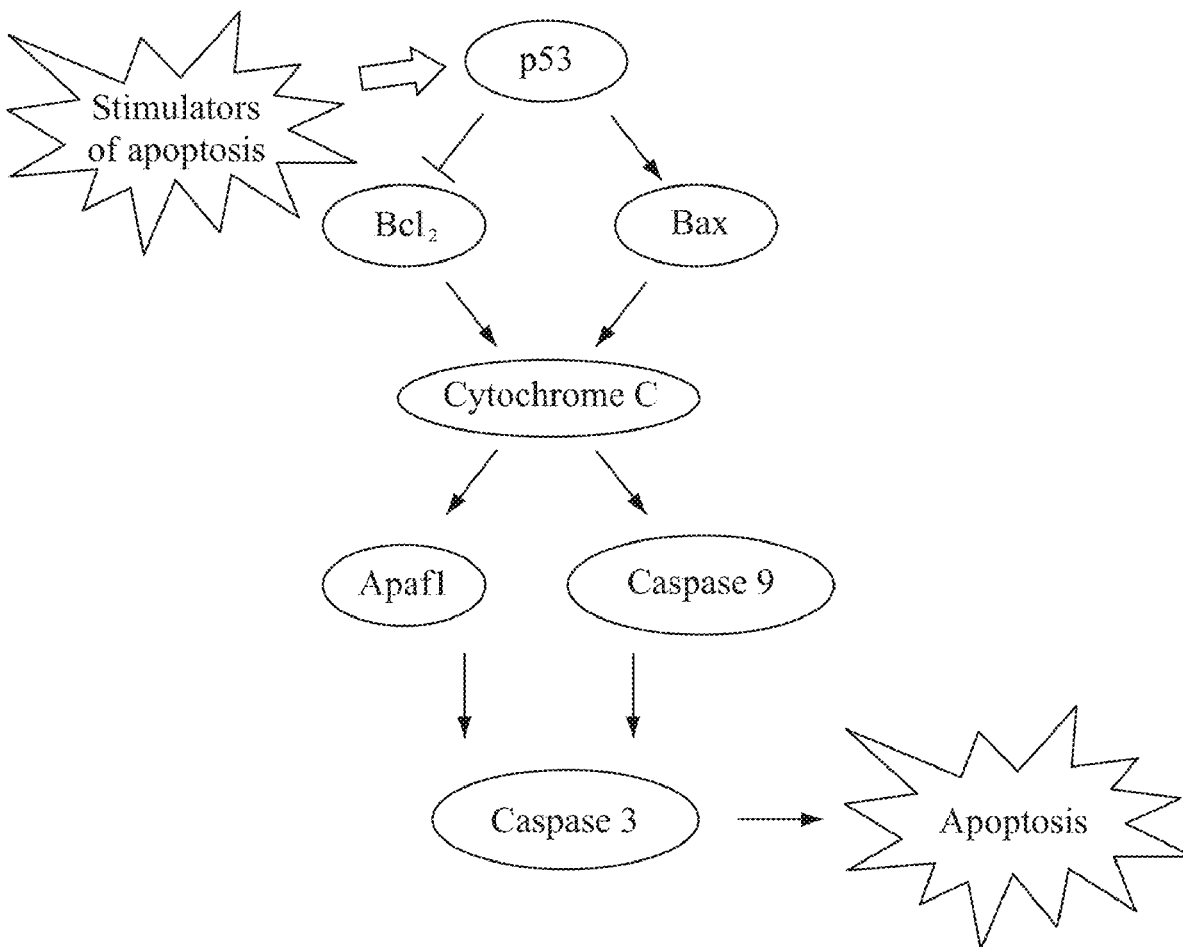 Stimulators
of apoptosis
p53
Bcl₂
Bax
Cytochrome C
Apaf1
Caspase 9
Caspase 3
Apoptosis